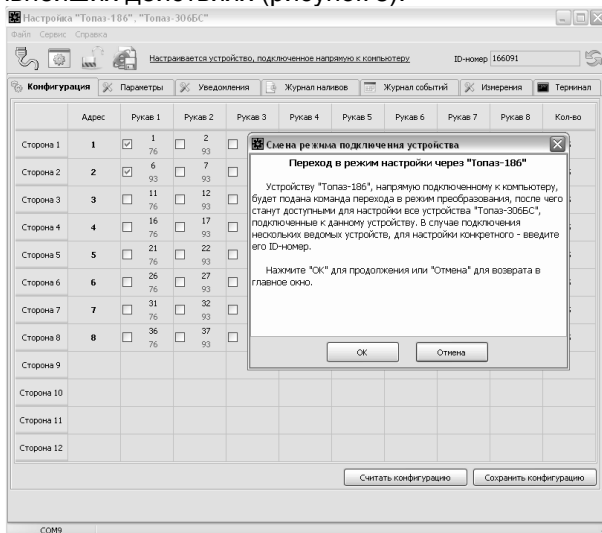 (рисунок
Настройка "Топаз-186", "Топаз-306БС"
Файл Сервис Справка
Настраивается устройство, подключенное напрямую к компьютеру ID-номер 166091
Конфигурация Параметры Уведомления Журнал наливов Журнал событий Измерения Терминал
Адрес Рукав 1 Рукав 2 Рукав 3 Рукав 4 Рукав 5 Рукав 6 Рукав 7 Рукав 8 Кол-во
Сторона 1 1 1 2
76 93
Сторона 2 2 6 7
93 93
Сторона 3 3 11 12
76 93
Сторона 4 4 16 17
76 93
Сторона 5 5 21 22
76 93
Сторона 6 6 26 27
76 93
Сторона 7 7 31 32
76 93
Сторона 8 8 36 37
76 93
Сторона 9
Сторона 10
Сторона 11
Сторона 12
Смена режима подключения устройства
Переход в режим настройки через "Топаз-186"
Устройству "Топаз-186", напрямую подключенному к компьютеру,
будет подана команда перехода в режим преобразования, после чего
станут доступными для настройки все устройства "Топаз-306БС",
подключенные к данному устройству. В случае подключения
нескольких ведомых устройств, для настройки конкретного - введите
его ID-номер.
Нажмите "ОК" для продолжения или "Отмена" для возврата в
главное окно.
ОК Отмена
Считать конфигурацию Сохранить конфигурацию
COM9